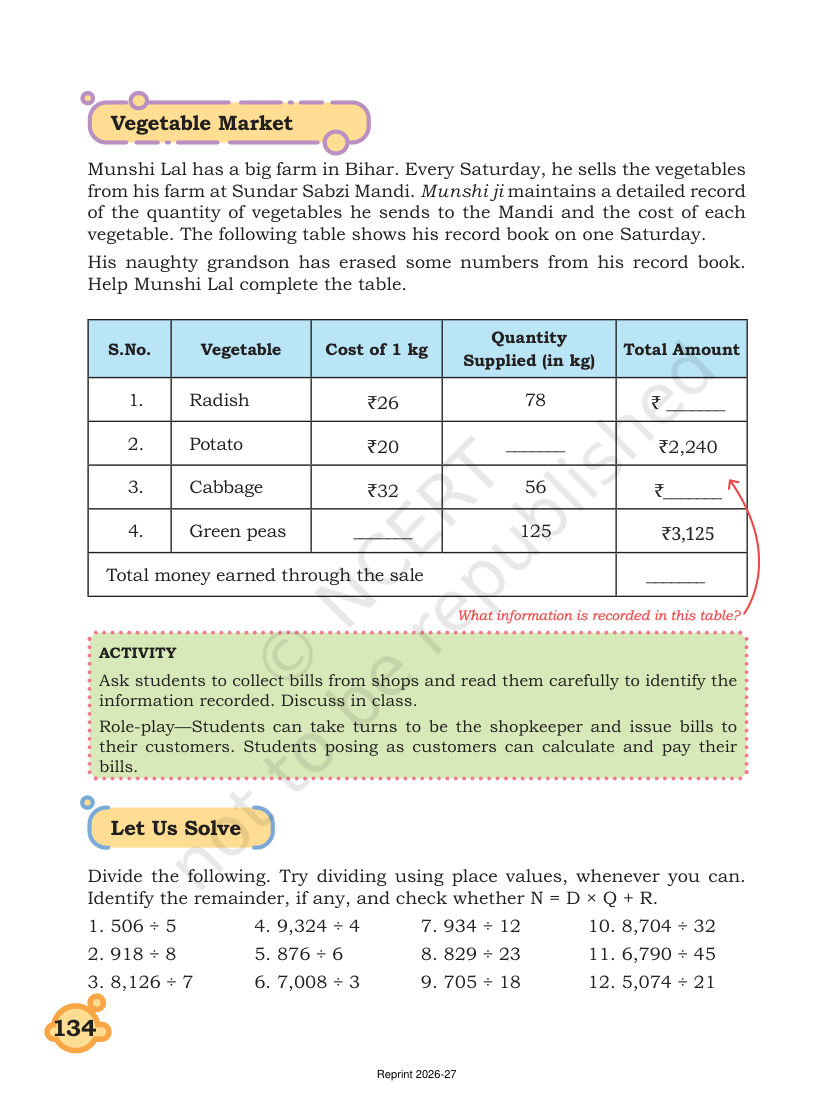 Vegetable Market
Munshi Lal has a big farm in Bihar. Every Saturday, he sells the vegetables
from his farm at Sundar Sabzi Mandi. Munshi ji maintains a detailed record
of the quantity of vegetables he sends to the Mandi and the cost of each
vegetable. The following table shows his record book on one Saturday.
His naughty grandson has erased some numbers from his record book.
Help Munshi Lal complete the table.
S.No. Vegetable Cost of 1 kg Quantity Supplied (in kg) Total Amount
1. Radish ₹26 78 ₹ _______
2. Potato ₹20 _______ ₹2,240
3. Cabbage ₹32 56 ₹_______
4. Green peas _______ 125 ₹3,125
Total money earned through the sale _______
What information is recorded in this table?
ACTIVITY
Ask students to collect bills from shops and read them carefully to identify the
information recorded. Discuss in class.
Role-play—Students can take turns to be the shopkeeper and issue bills to
their customers. Students posing as customers can calculate and pay their
bills.
Let Us Solve
Divide the following. Try dividing using place values, whenever you can.
Identify the remainder, if any, and check whether N = D × Q + R.
1. 506 ÷ 5 4. 9,324 ÷ 4 7. 934 ÷ 12 10. 8,704 ÷ 32
2. 918 ÷ 8 5. 876 ÷ 6 8. 829 ÷ 23 11. 6,790 ÷ 45
3. 8,126 ÷ 7 6. 7,008 ÷ 3 9. 705 ÷ 18 12. 5,074 ÷ 21
134
Reprint 2026-27
© NCERT
not to be republished